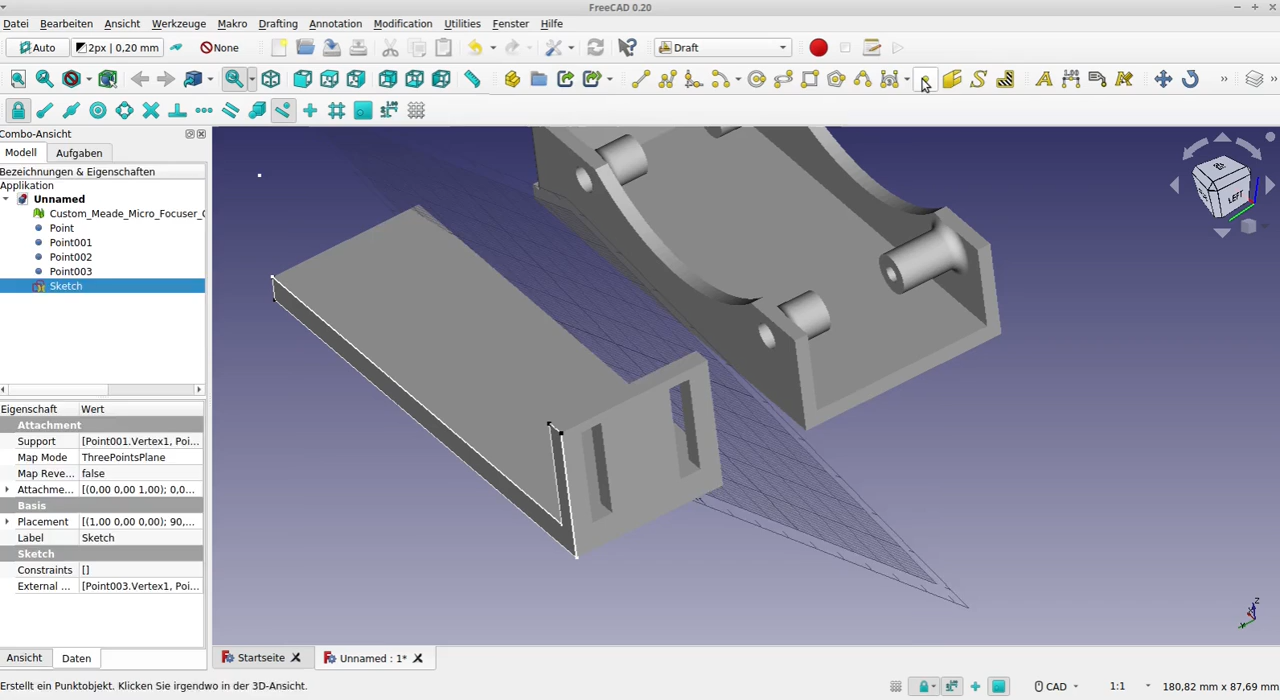 FreeCAD 0.20
Datei Bearbeiten Ansicht Werkzeuge Makro Drafting Annotation Modification Utilities Fenster Hilfe
Auto 2px | 0,20 mm None Draft
Combo-Ansicht
Modell Aufgaben
Bezeichnungen & Eigenschaften
Applikation
Unnamed
Custom_Meade_Micro_Focuser_
Point
Point001
Point002
Point003
Sketch
LEFT
Eigenschaft Wert
Attachment
Support [Point001.Vertex1, Poi...
Map Mode ThreePointsPlane
Map Reve... false
Attachme... [(0,00 0,00 1,00); 0,0...
Basis
Placement [(1,00 0,00 0,00); 90,...
Label Sketch
Sketch
Constraints []
External ... [Point003.Vertex1, Poi...
Z
Y
Ansicht Daten
Startseite Unnamed : 1*
Erstellt ein Punktobjekt. Klicken Sie irgendwo in der 3D-Ansicht.
CAD 1:1 180,82 mm x 87,69 mm